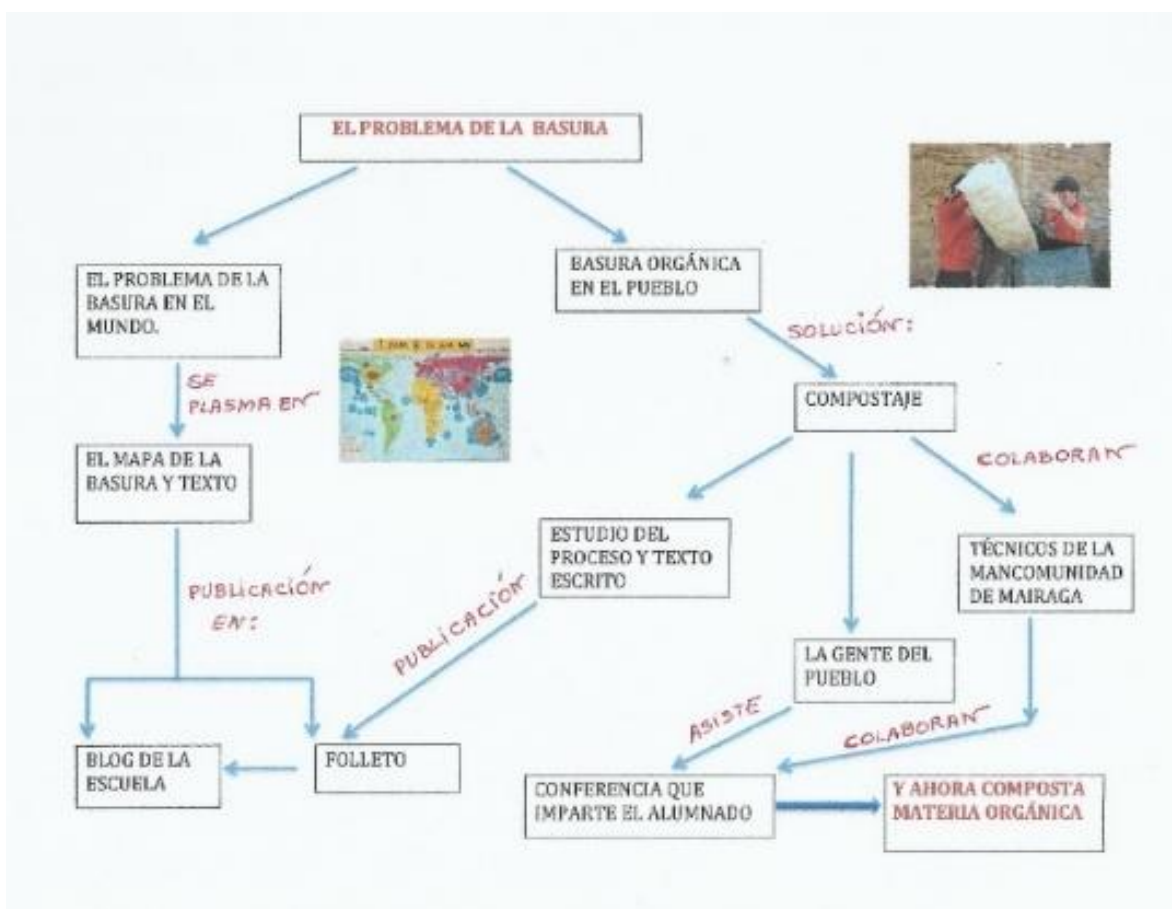 EL PROBLEMA DE LA BASURA
EL PROBLEMA DE LA
BASURA EN EL
MUNDO.
BASURA ORGÁNICA
EN EL PUEBLO
SOLUCIÓN:
SE
PLASMA EN
COMPOSTAJE
EL MAPA DE LA
BASURA Y TEXTO
COLABORAN
ESTUDIO DEL
PROCESO Y TEXTO
ESCRITO
TÉCNICOS DE LA
MANCOMUNIDAD
DE MAIRAGA
PUBLICACIÓN
EN:
PUBLICACIÓN
LA GENTE DEL
PUEBLO
ASISTE
COLABORAN
BLOG DE LA
ESCUELA
FOLLETO
CONFERENCIA QUE
IMPARTE EL ALUMNADO
Y AHORA COMPOSTA
MATERIA ORGÁNICA